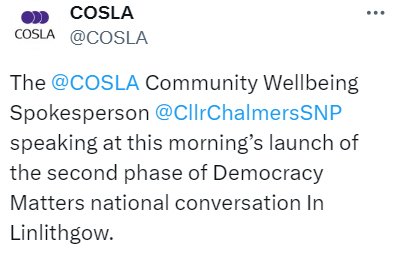 COSLA
COSLA
@COSLA
The @COSLA Community Wellbeing
Spokesperson @CllrChalmersSNP
speaking at this morning's launch of
the second phase of Democracy
Matters national conversation In
Linlithgow.